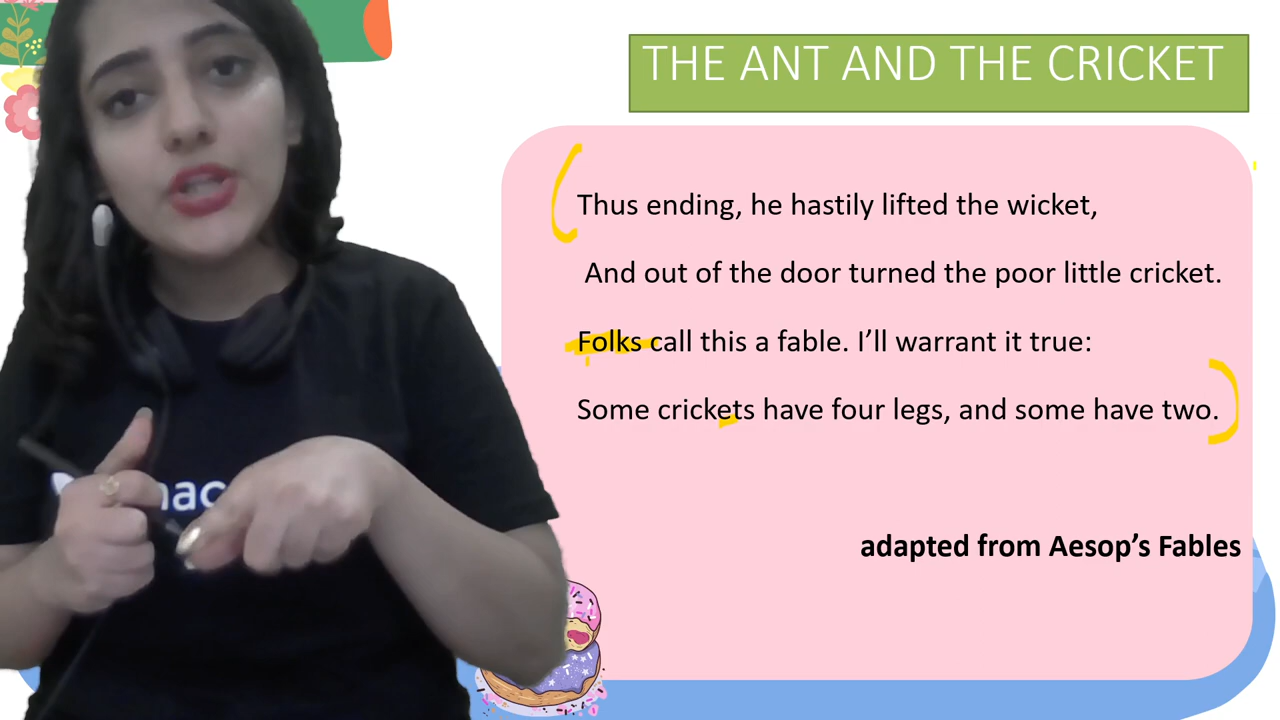 THE ANT AND THE CRICKET
Thus ending, he hastily lifted the wicket,
And out of the door turned the poor little cricket.
Folks call this a fable. I’ll warrant it true:
Some crickets have four legs, and some have two.
adapted from Aesop’s Fables